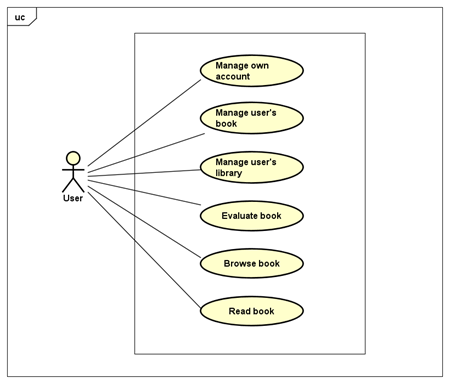 uc
Manage own
account
Manage user's
book
Manage user's
library
User
Evaluate book
Browse book
Read book